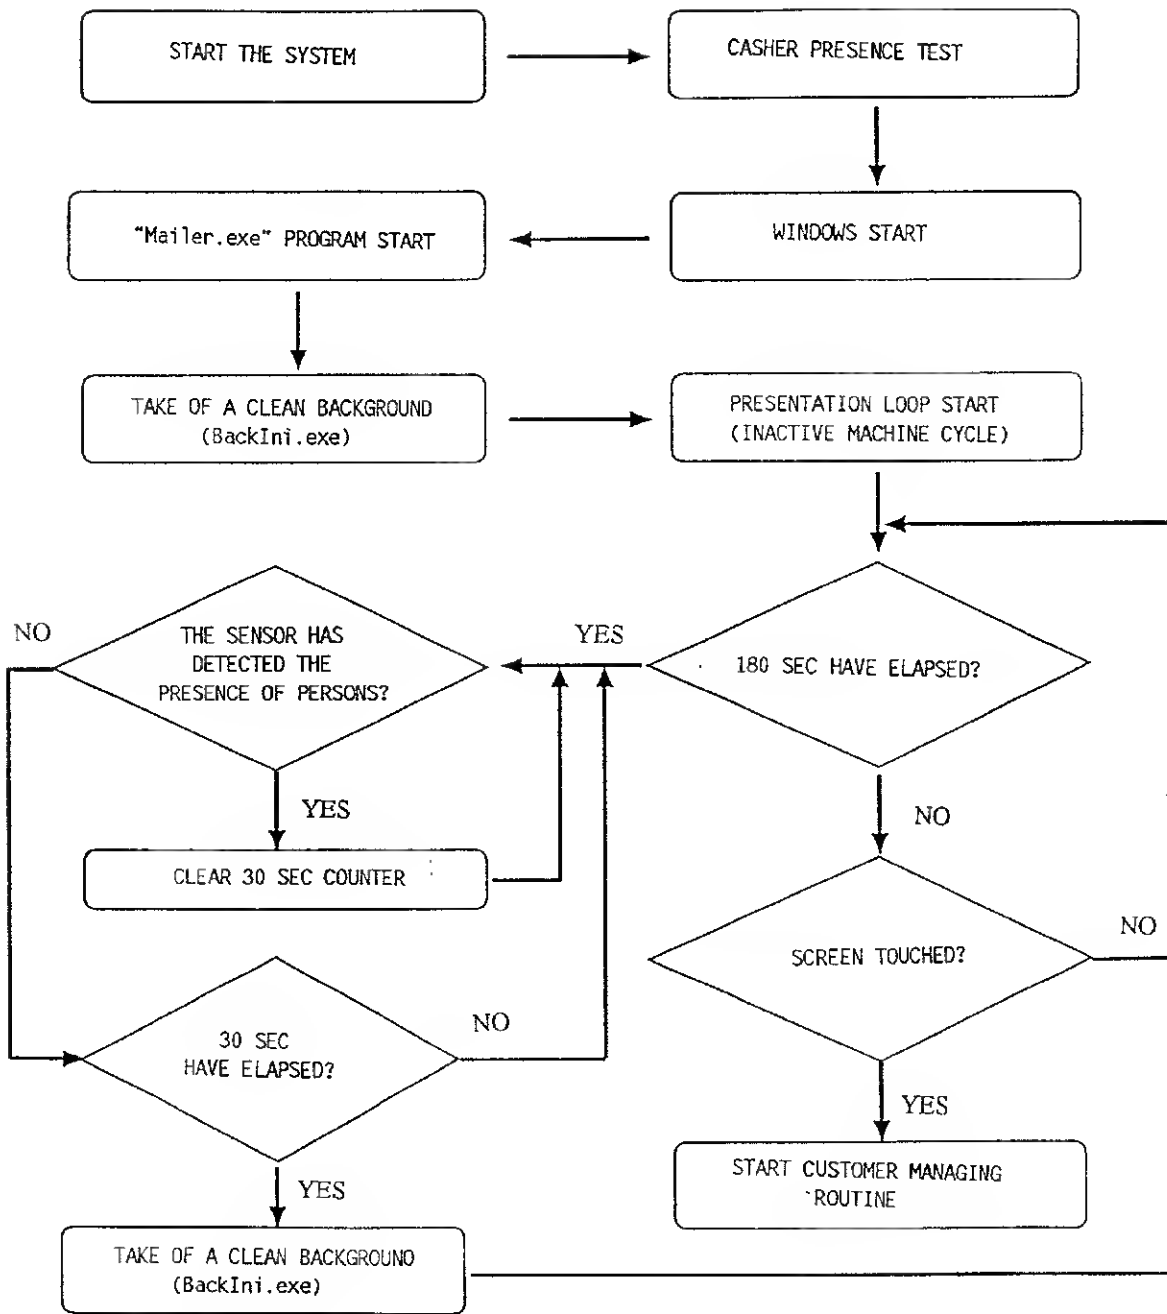 START THE SYSTEM
CASHER PRESENCE TEST
"Mailer.exe" PROGRAM START
WINDOWS START
TAKE OF A CLEAN BACKGROUND
(BackIni.exe)
PRESENTATION LOOP START
(INACTIVE MACHINE CYCLE)
NO
THE SENSOR HAS
DETECTED THE
PRESENCE OF PERSONS?
YES
180 SEC HAVE ELAPSED?
YES
NO
CLEAR 30 SEC COUNTER
SCREEN TOUCHED?
NO
30 SEC
HAVE ELAPSED?
NO
YES
YES
START CUSTOMER MANAGING
ROUTINE
TAKE OF A CLEAN BACKGROUND
(BackIni.exe)